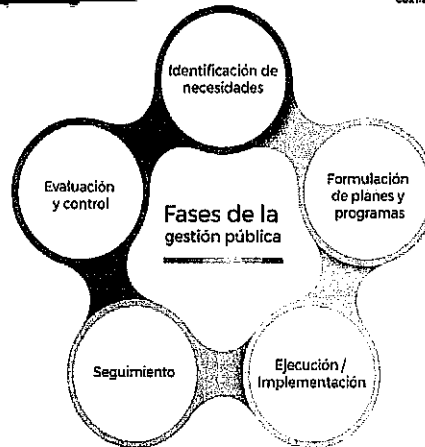 Identificación de
necesidades
Formulación
de planes y
programas
Ejecución /
Implementación
Seguimiento
Evaluación
y control
Fases de la
gestión pública